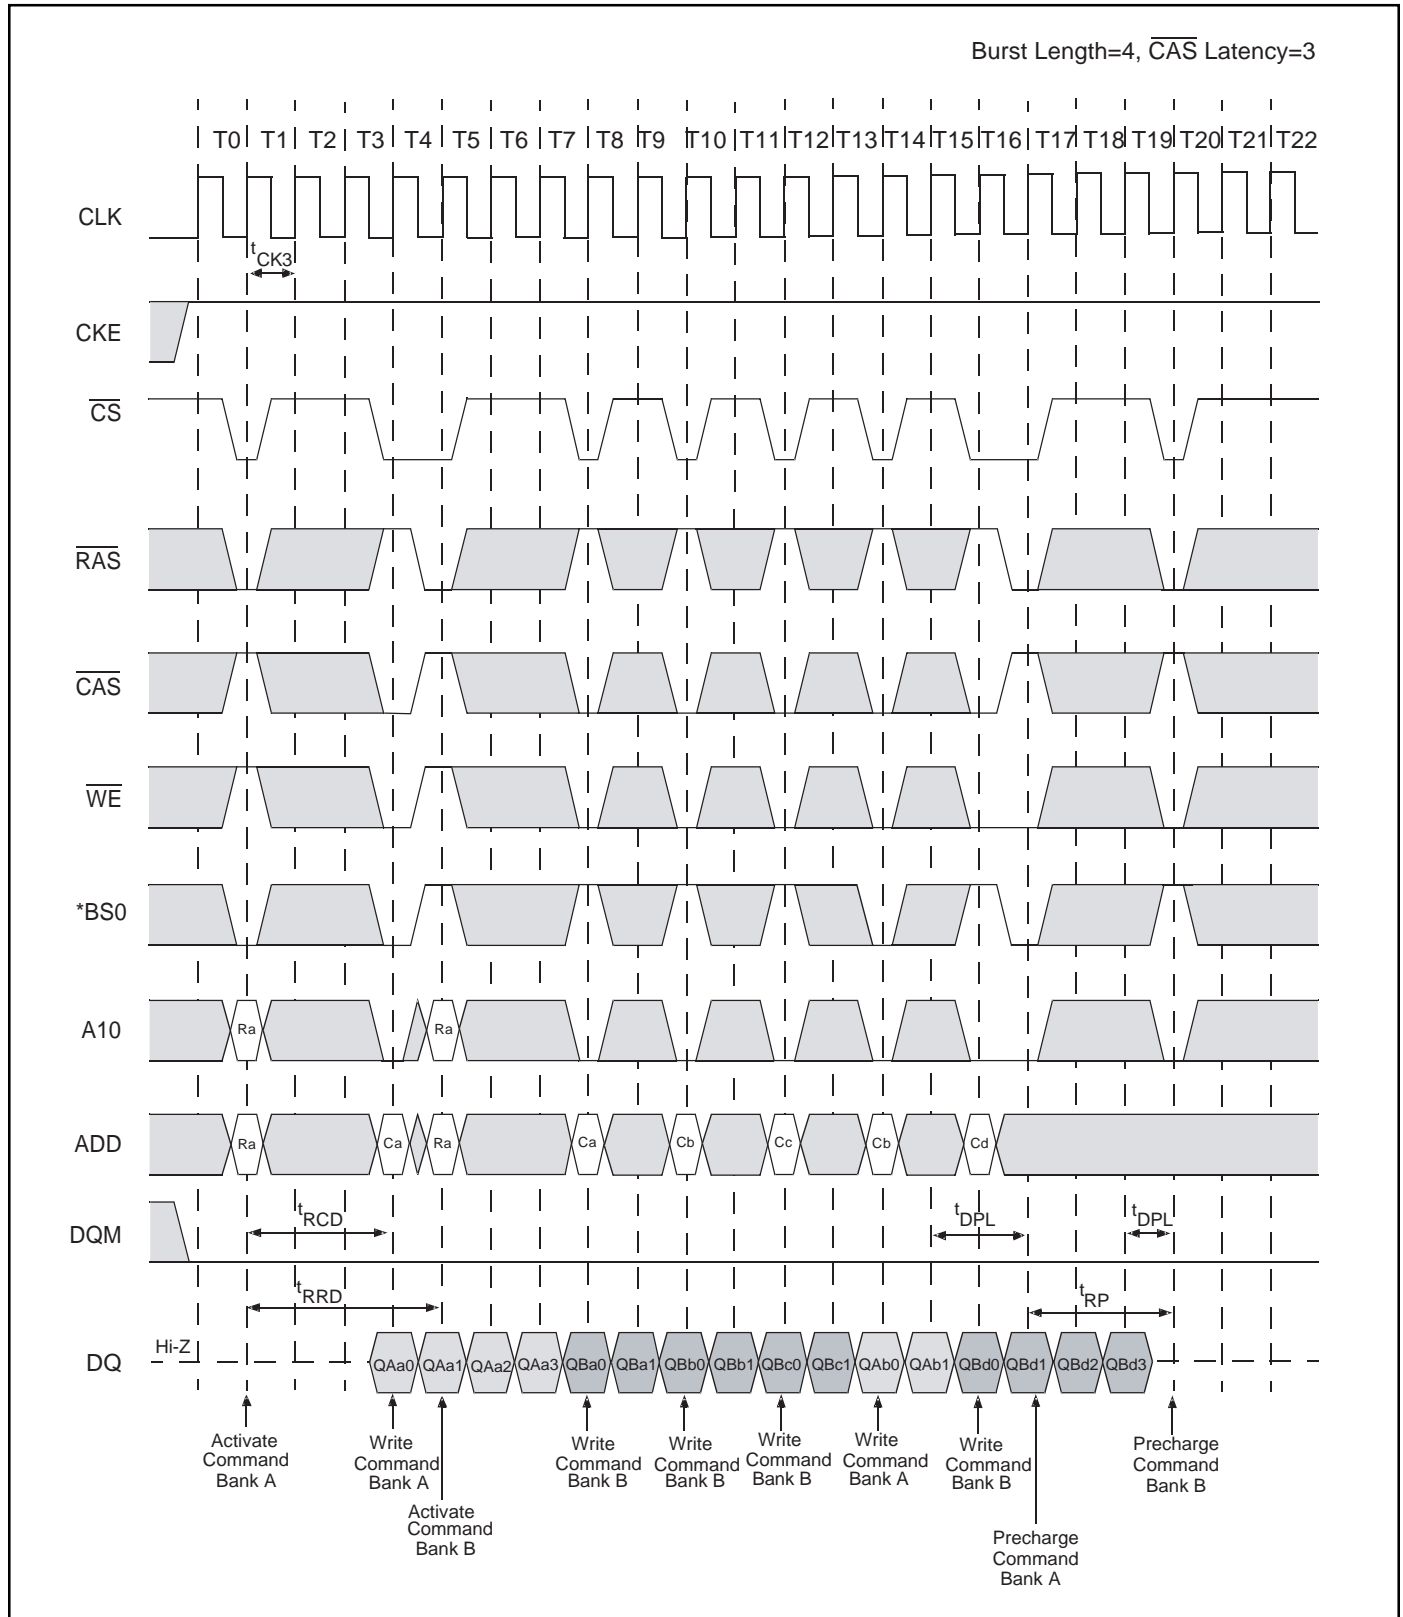 Burst Length=4, CAS Latency=3
T0 T1 T2 T3 T4 T5 T6 T7 T8 T9 T10 T11 T12 T13 T14 T15 T16 T17 T18 T19 T20 T21 T22
CLK
tCK3
CKE
CS
RAS
CAS
WE
*BS0
A10 Ra Ra
ADD Ra Ca Ra Ca Cb Cc Cb Cd
DQM tRCD tDPL tDPL
tRRD tRP
DQ Hi-Z QAa0 QAa1 QAa2 QAa3 QBa0 QBa1 QBb0 QBb1 QBc0 QBc1 QAb0 QAb1 QBd0 QBd1 QBd2 QBd3
Activate
Command
Bank A
Write
Command
Bank A
Activate
Command
Bank B
Write
Command
Bank B
Write
Command
Bank B
Write
Command
Bank B
Write
Command
Bank A
Write
Command
Bank B
Precharge
Command
Bank A
Precharge
Command
Bank B